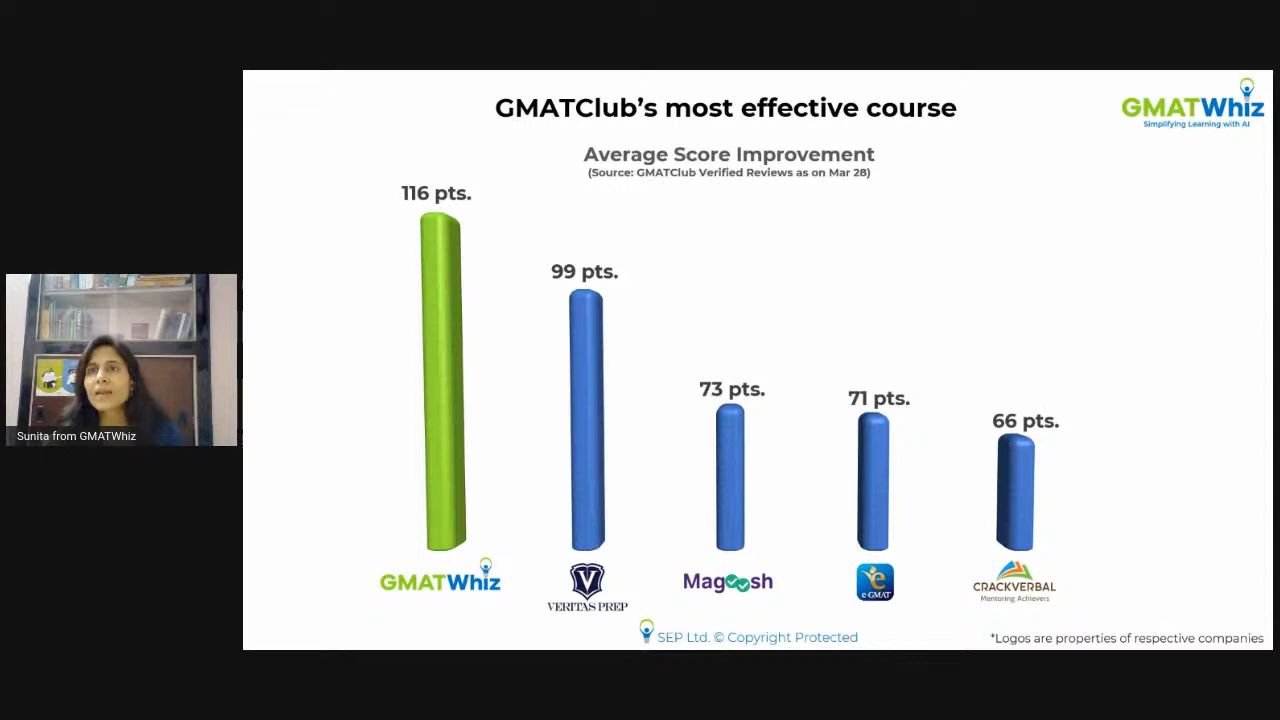 GMATClub's most effective course
GMATWhiz
Simplifying Learning with AI
Average Score Improvement
(Source: GMATClub Verified Reviews as on Mar 28)
116 pts.
99 pts.
73 pts.
71 pts.
66 pts.
GMATWhiz
VERITAS PREP
Magoosh
e GMAT
CRACKVERBAL
Mentoring Achievers
SEP Ltd. © Copyright Protected
*Logos are properties of respective companies
Sunita from GMATWhiz